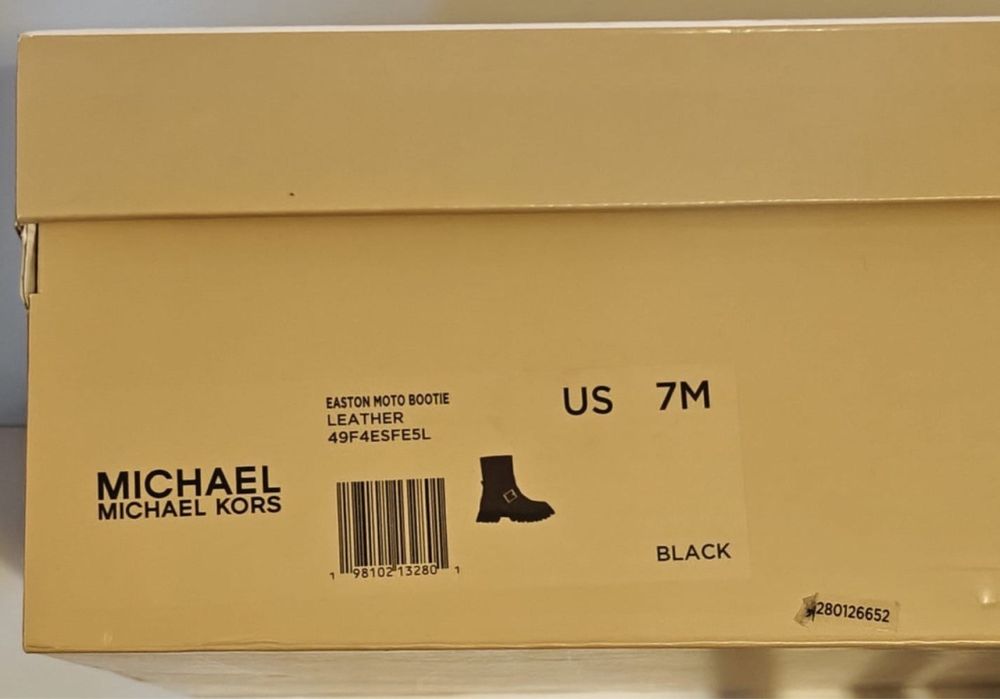 EASTON MOTO BOOTIE
LEATHER
49F4ESFE5L
US 7M
MICHAEL
MICHAEL KORS
1 98102 13280 1
BLACK
280126652